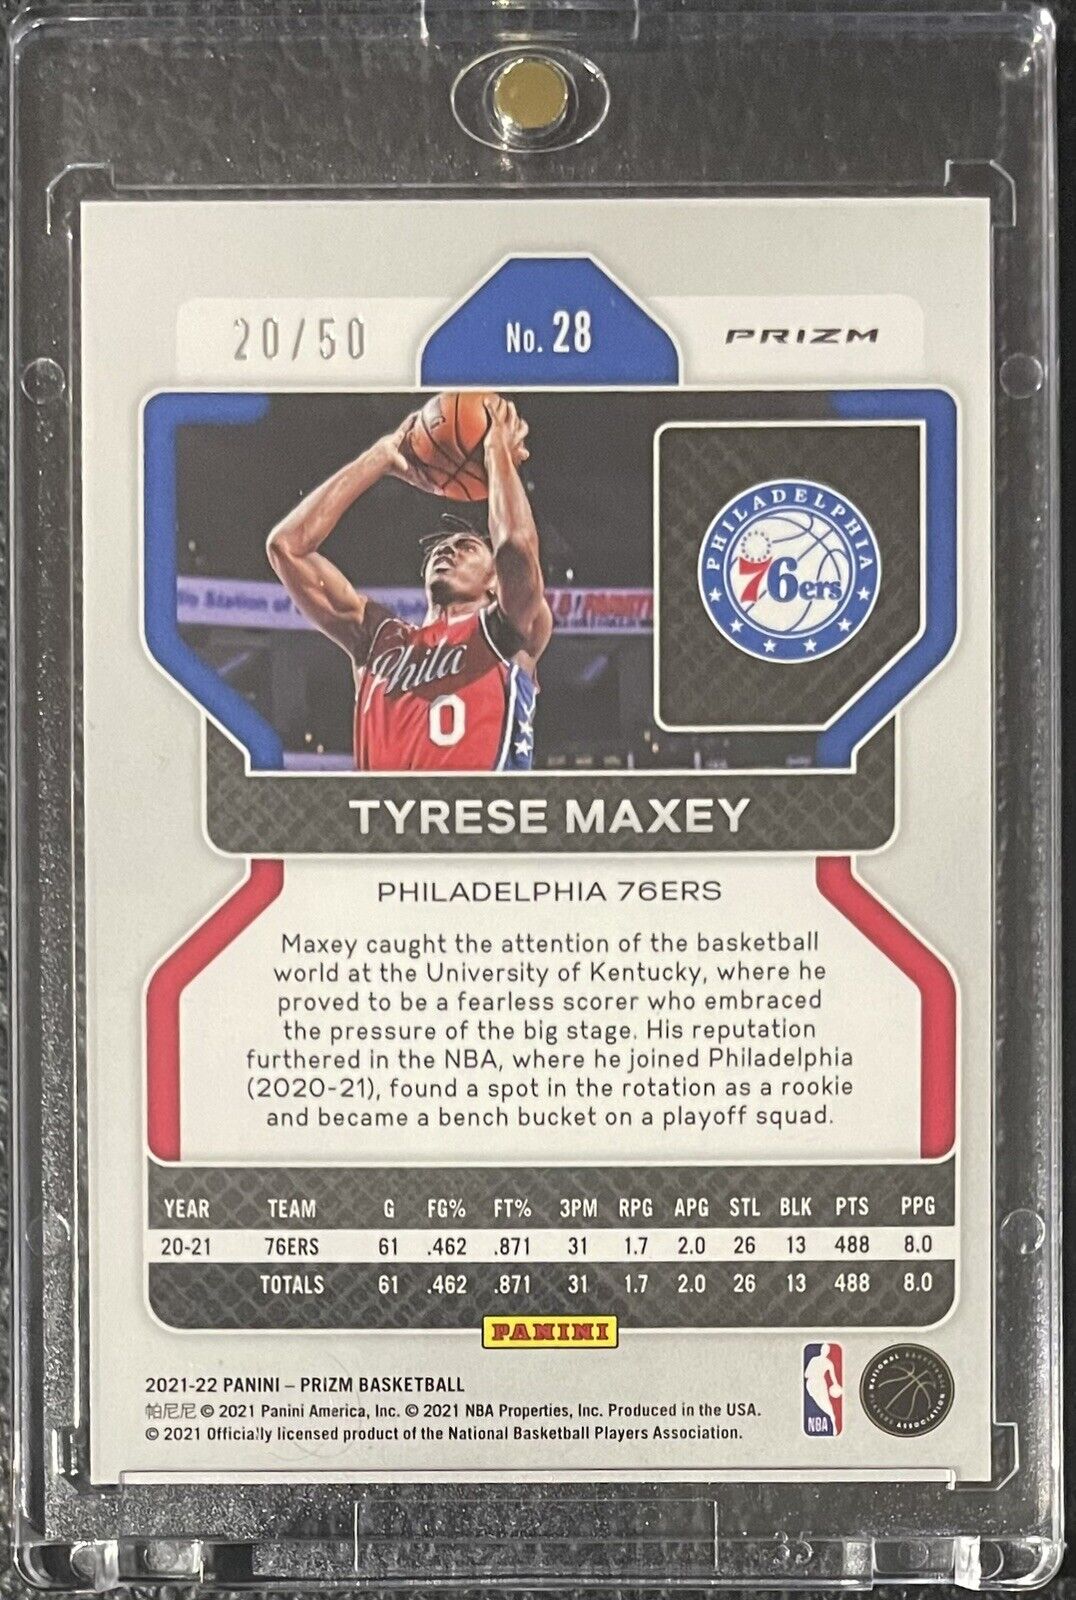 20/50
No. 28
PRIZM
PHILADELPHIA
76ers
Phila
0
TYRESE MAXEY
PHILADELPHIA 76ERS
Maxey caught the attention of the basketball
world at the University of Kentucky, where he
proved to be a fearless scorer who embraced
the pressure of the big stage. His reputation
furthered in the NBA, where he joined Philadelphia
(2020-21), found a spot in the rotation as a rookie
and became a bench bucket on a playoff squad.
YEAR TEAM G FG% FT% 3PM RPG APG STL BLK PTS PPG
20-21 76ERS 61 .462 .871 31 1.7 2.0 26 13 488 8.0
TOTALS 61 .462 .871 31 1.7 2.0 26 13 488 8.0
PANINI
2021-22 PANINI – PRIZM BASKETBALL
帕尼尼 © 2021 Panini America, Inc. © 2021 NBA Properties, Inc. Produced in the USA.
© 2021 Officially licensed product of the National Basketball Players Association.
NBA
NATIONAL BASKETBALL
PLAYERS ASSOCIATION